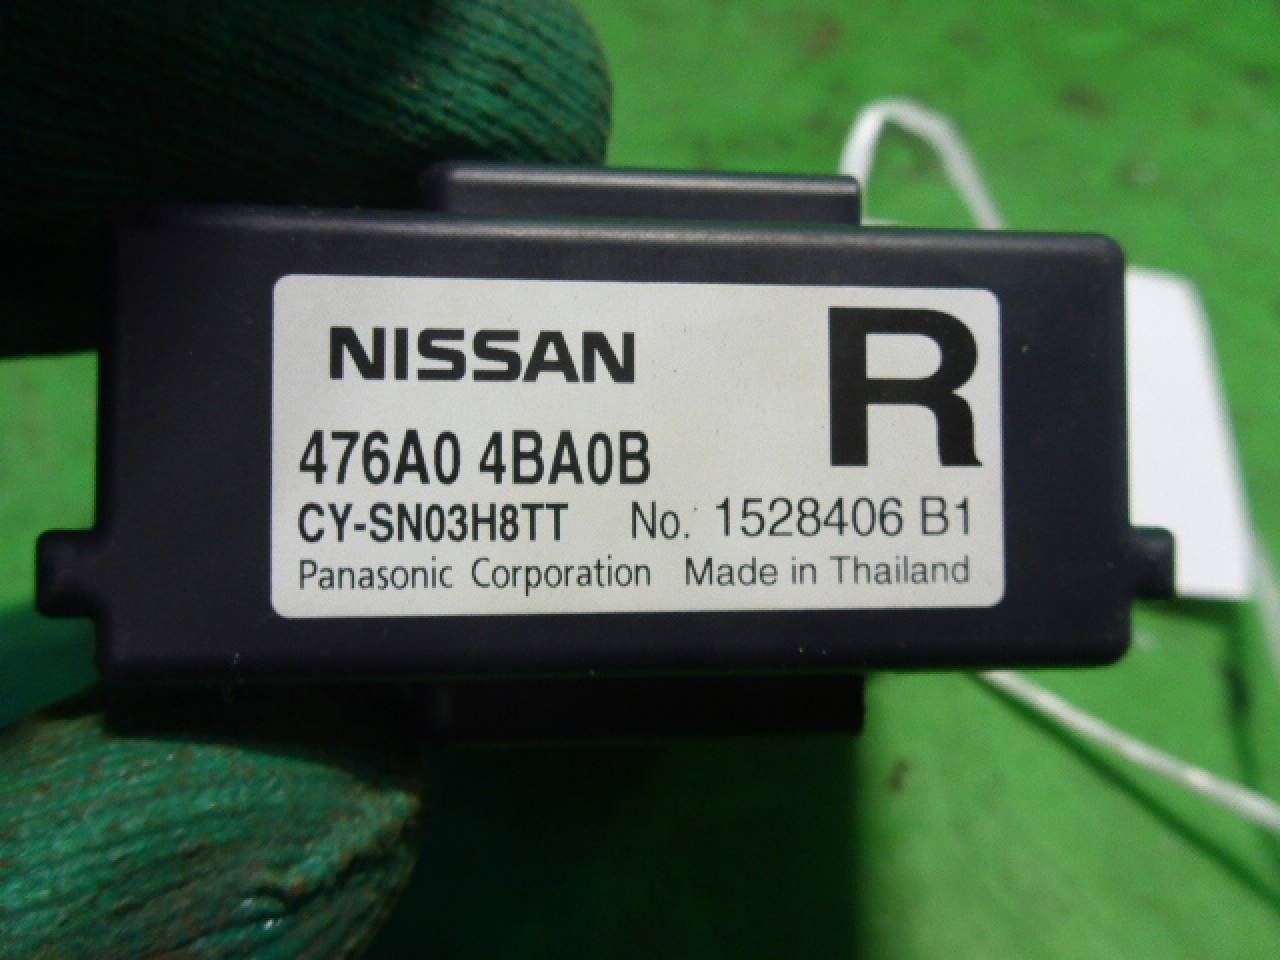 NISSAN
R
476A0 4BA0B
CY-SN03H8TT No. 1528406 B1
Panasonic Corporation Made in Thailand